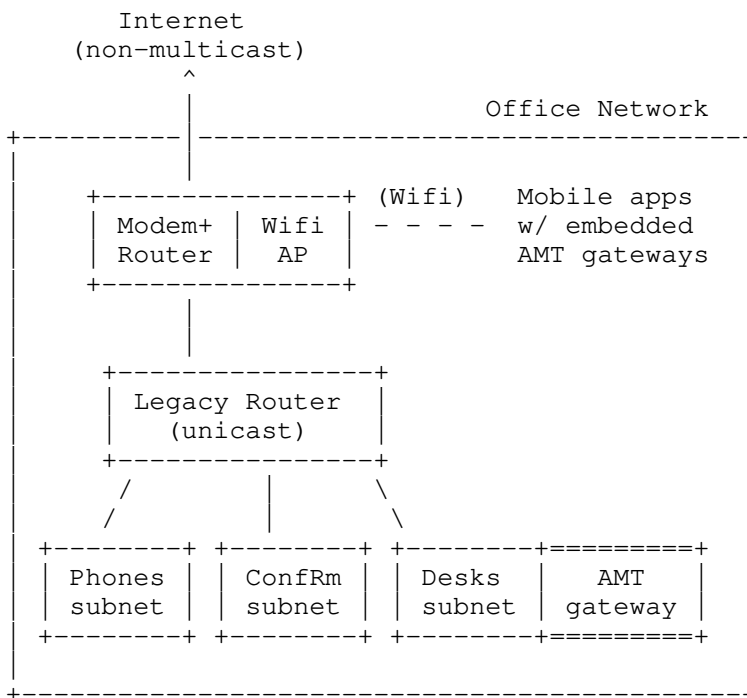 Internet
(non-multicast)
Office Network
(Wifi) Mobile apps
Modem+ Wifi w/ embedded
Router AP AMT gateways
Legacy Router
(unicast)
Phones ConfRm Desks AMT
subnet subnet subnet gateway